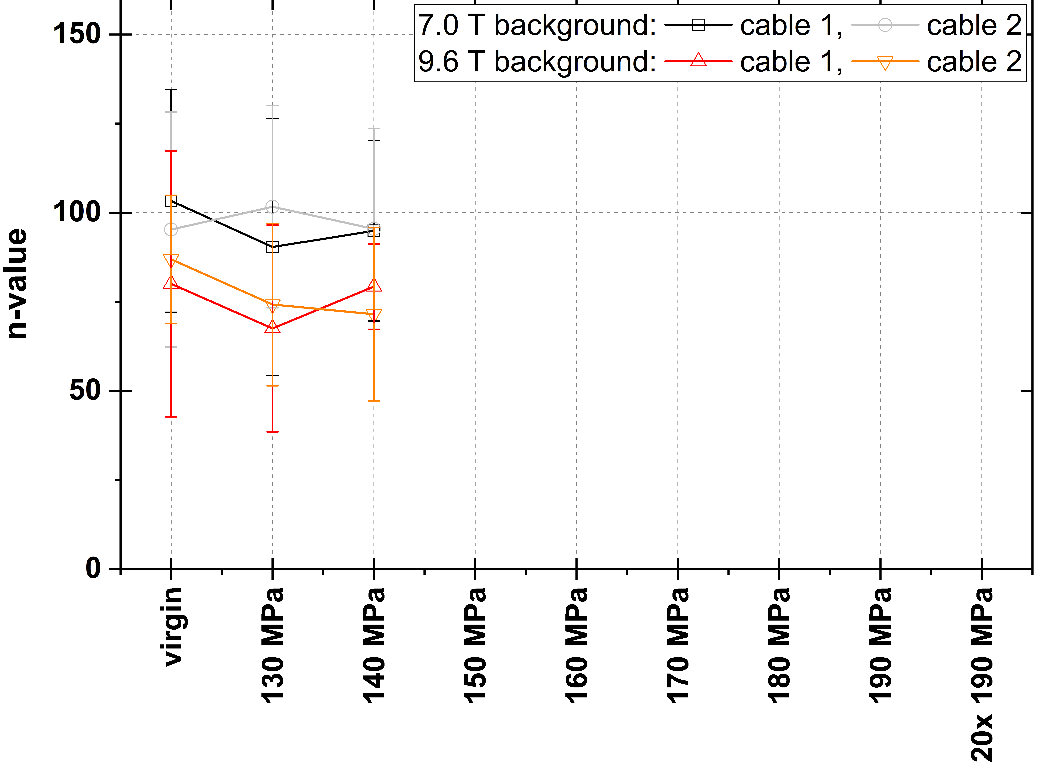 7.0 T background: cable 1, cable 2
9.6 T background: cable 1, cable 2
150
100
50
0
n-value
virgin
130 MPa
140 MPa
150 MPa
160 MPa
170 MPa
180 MPa
190 MPa
20x 190 MPa